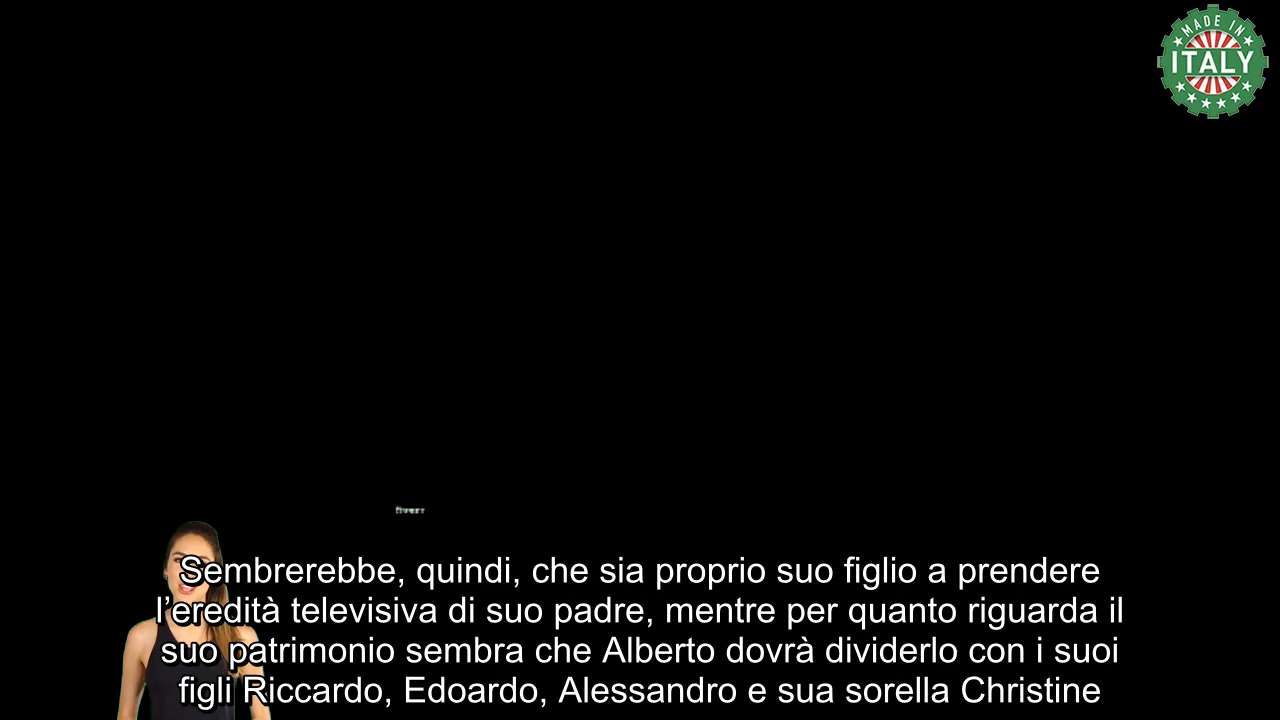 MADE IN
ITALY
fiverr
Sembrerebbe, quindi, che sia proprio suo figlio a prendere
l’eredità televisiva di suo padre, mentre per quanto riguarda il
suo patrimonio sembra che Alberto dovrà dividerlo con i suoi
figli Riccardo, Edoardo, Alessandro e sua sorella Christine